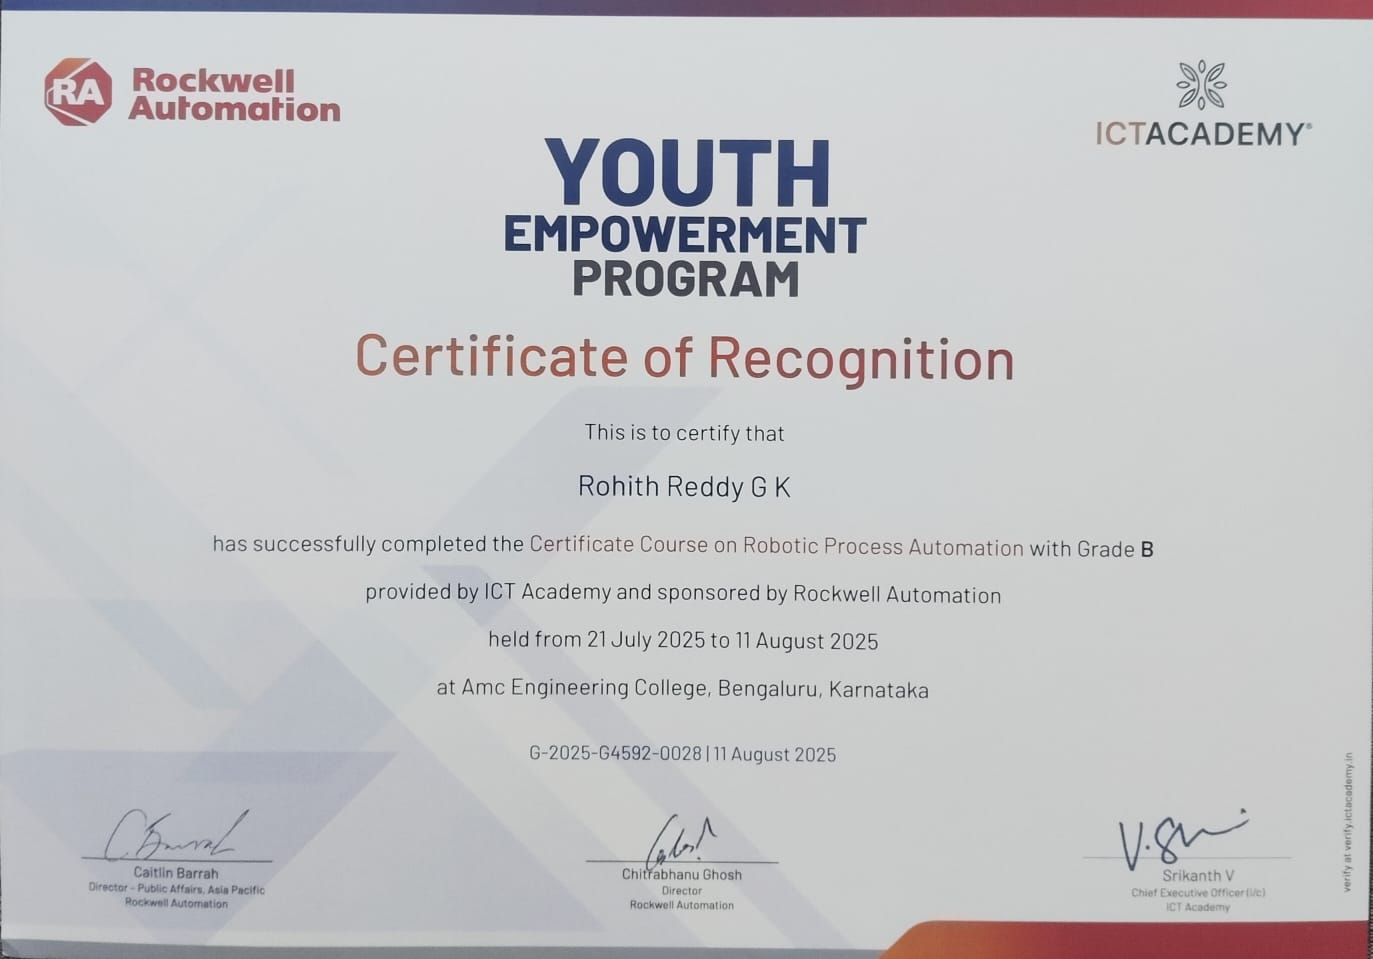 Rockwell
Automation
RA
ICTACADEMY®
YOUTH
EMPOWERMENT
PROGRAM
Certificate of Recognition
This is to certify that
Rohith Reddy G K
has successfully completed the Certificate Course on Robotic Process Automation with Grade B
provided by ICT Academy and sponsored by Rockwell Automation
held from 21 July 2025 to 11 August 2025
at Amc Engineering College, Bengaluru, Karnataka
G-2025-G4592-0028 | 11 August 2025
C Barrah
Caitlin Barrah
Director - Public Affairs, Asia Pacific
Rockwell Automation
Chitrabhanu Ghosh
Director
Rockwell Automation
V.S
Srikanth V
Chief Executive Officer (i/c)
ICT Academy
verify at verify.ictacademy.in